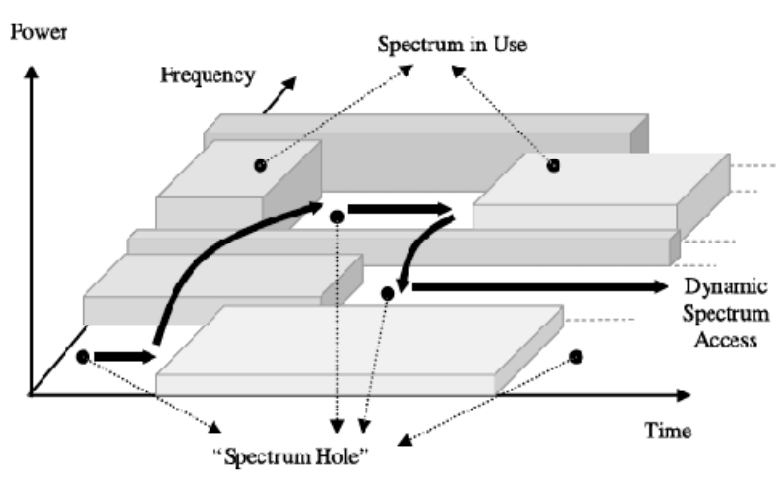 Power
Spectrum in Use
Frequency
Dynamic
Spectrum
Access
Time
“Spectrum Hole”